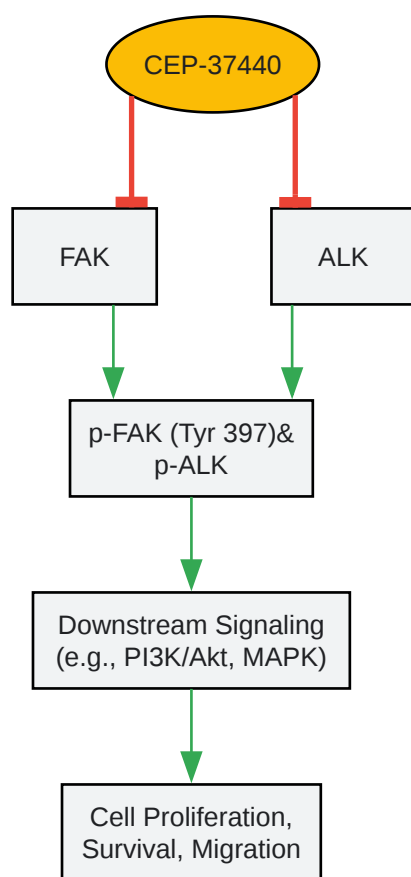 CEP-37440
FAK
ALK
p-FAK (Tyr 397)&
p-ALK
Downstream Signaling
(e.g., PI3K/Akt, MAPK)
Cell Proliferation,
Survival, Migration